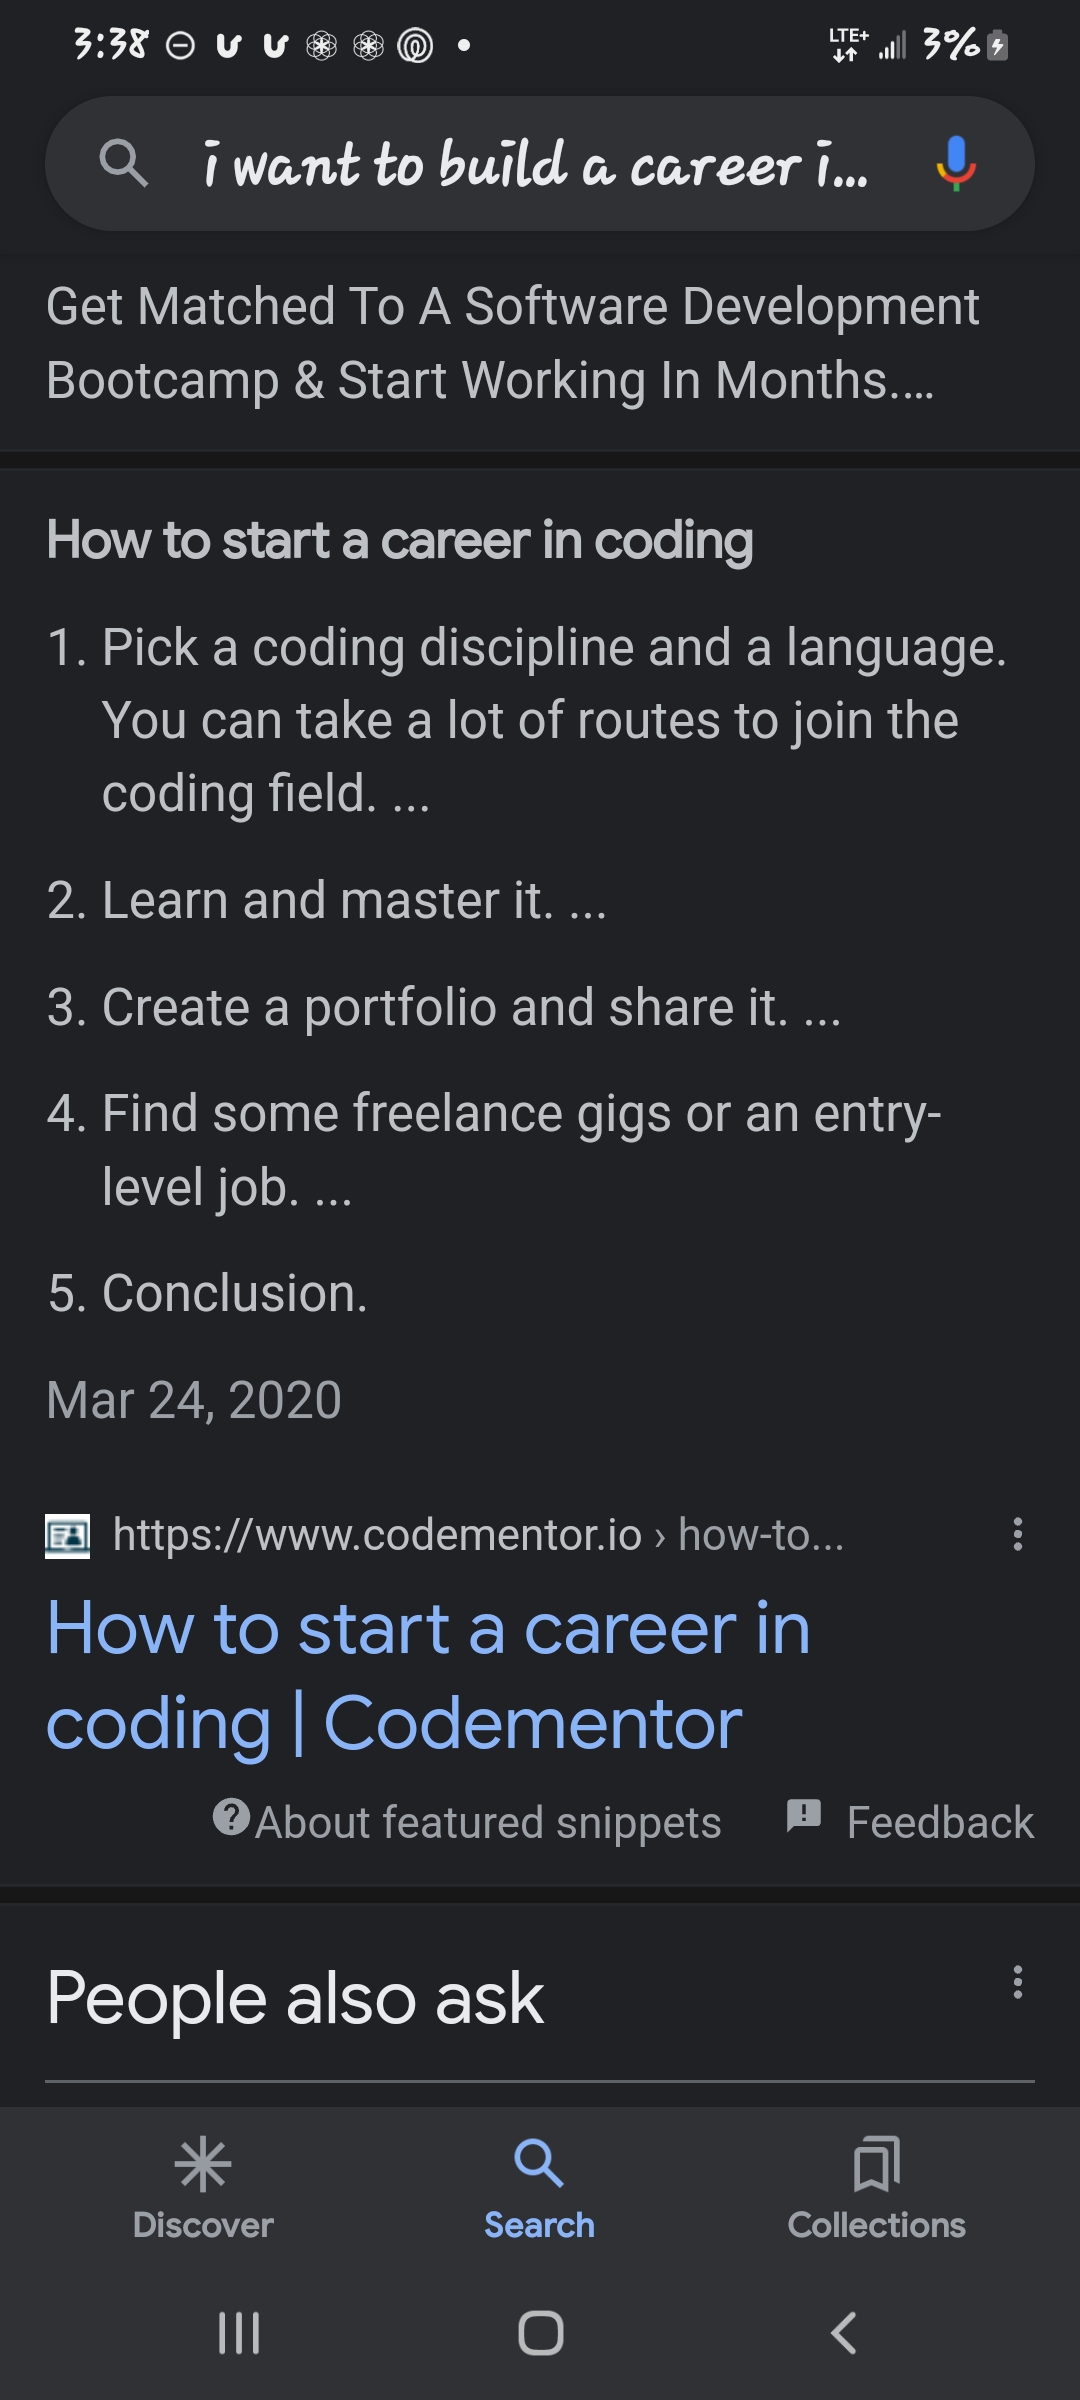 3:38
LTE+ 3%
i want to build a career i...
Get Matched To A Software Development
Bootcamp & Start Working In Months....
How to start a career in coding
1. Pick a coding discipline and a language.
You can take a lot of routes to join the
coding field. ...
2. Learn and master it. ...
3. Create a portfolio and share it. ...
4. Find some freelance gigs or an entry-
level job. ...
5. Conclusion.
Mar 24, 2020
https://www.codementor.io › how-to...
How to start a career in
coding | Codementor
About featured snippets Feedback
People also ask
Discover Search Collections